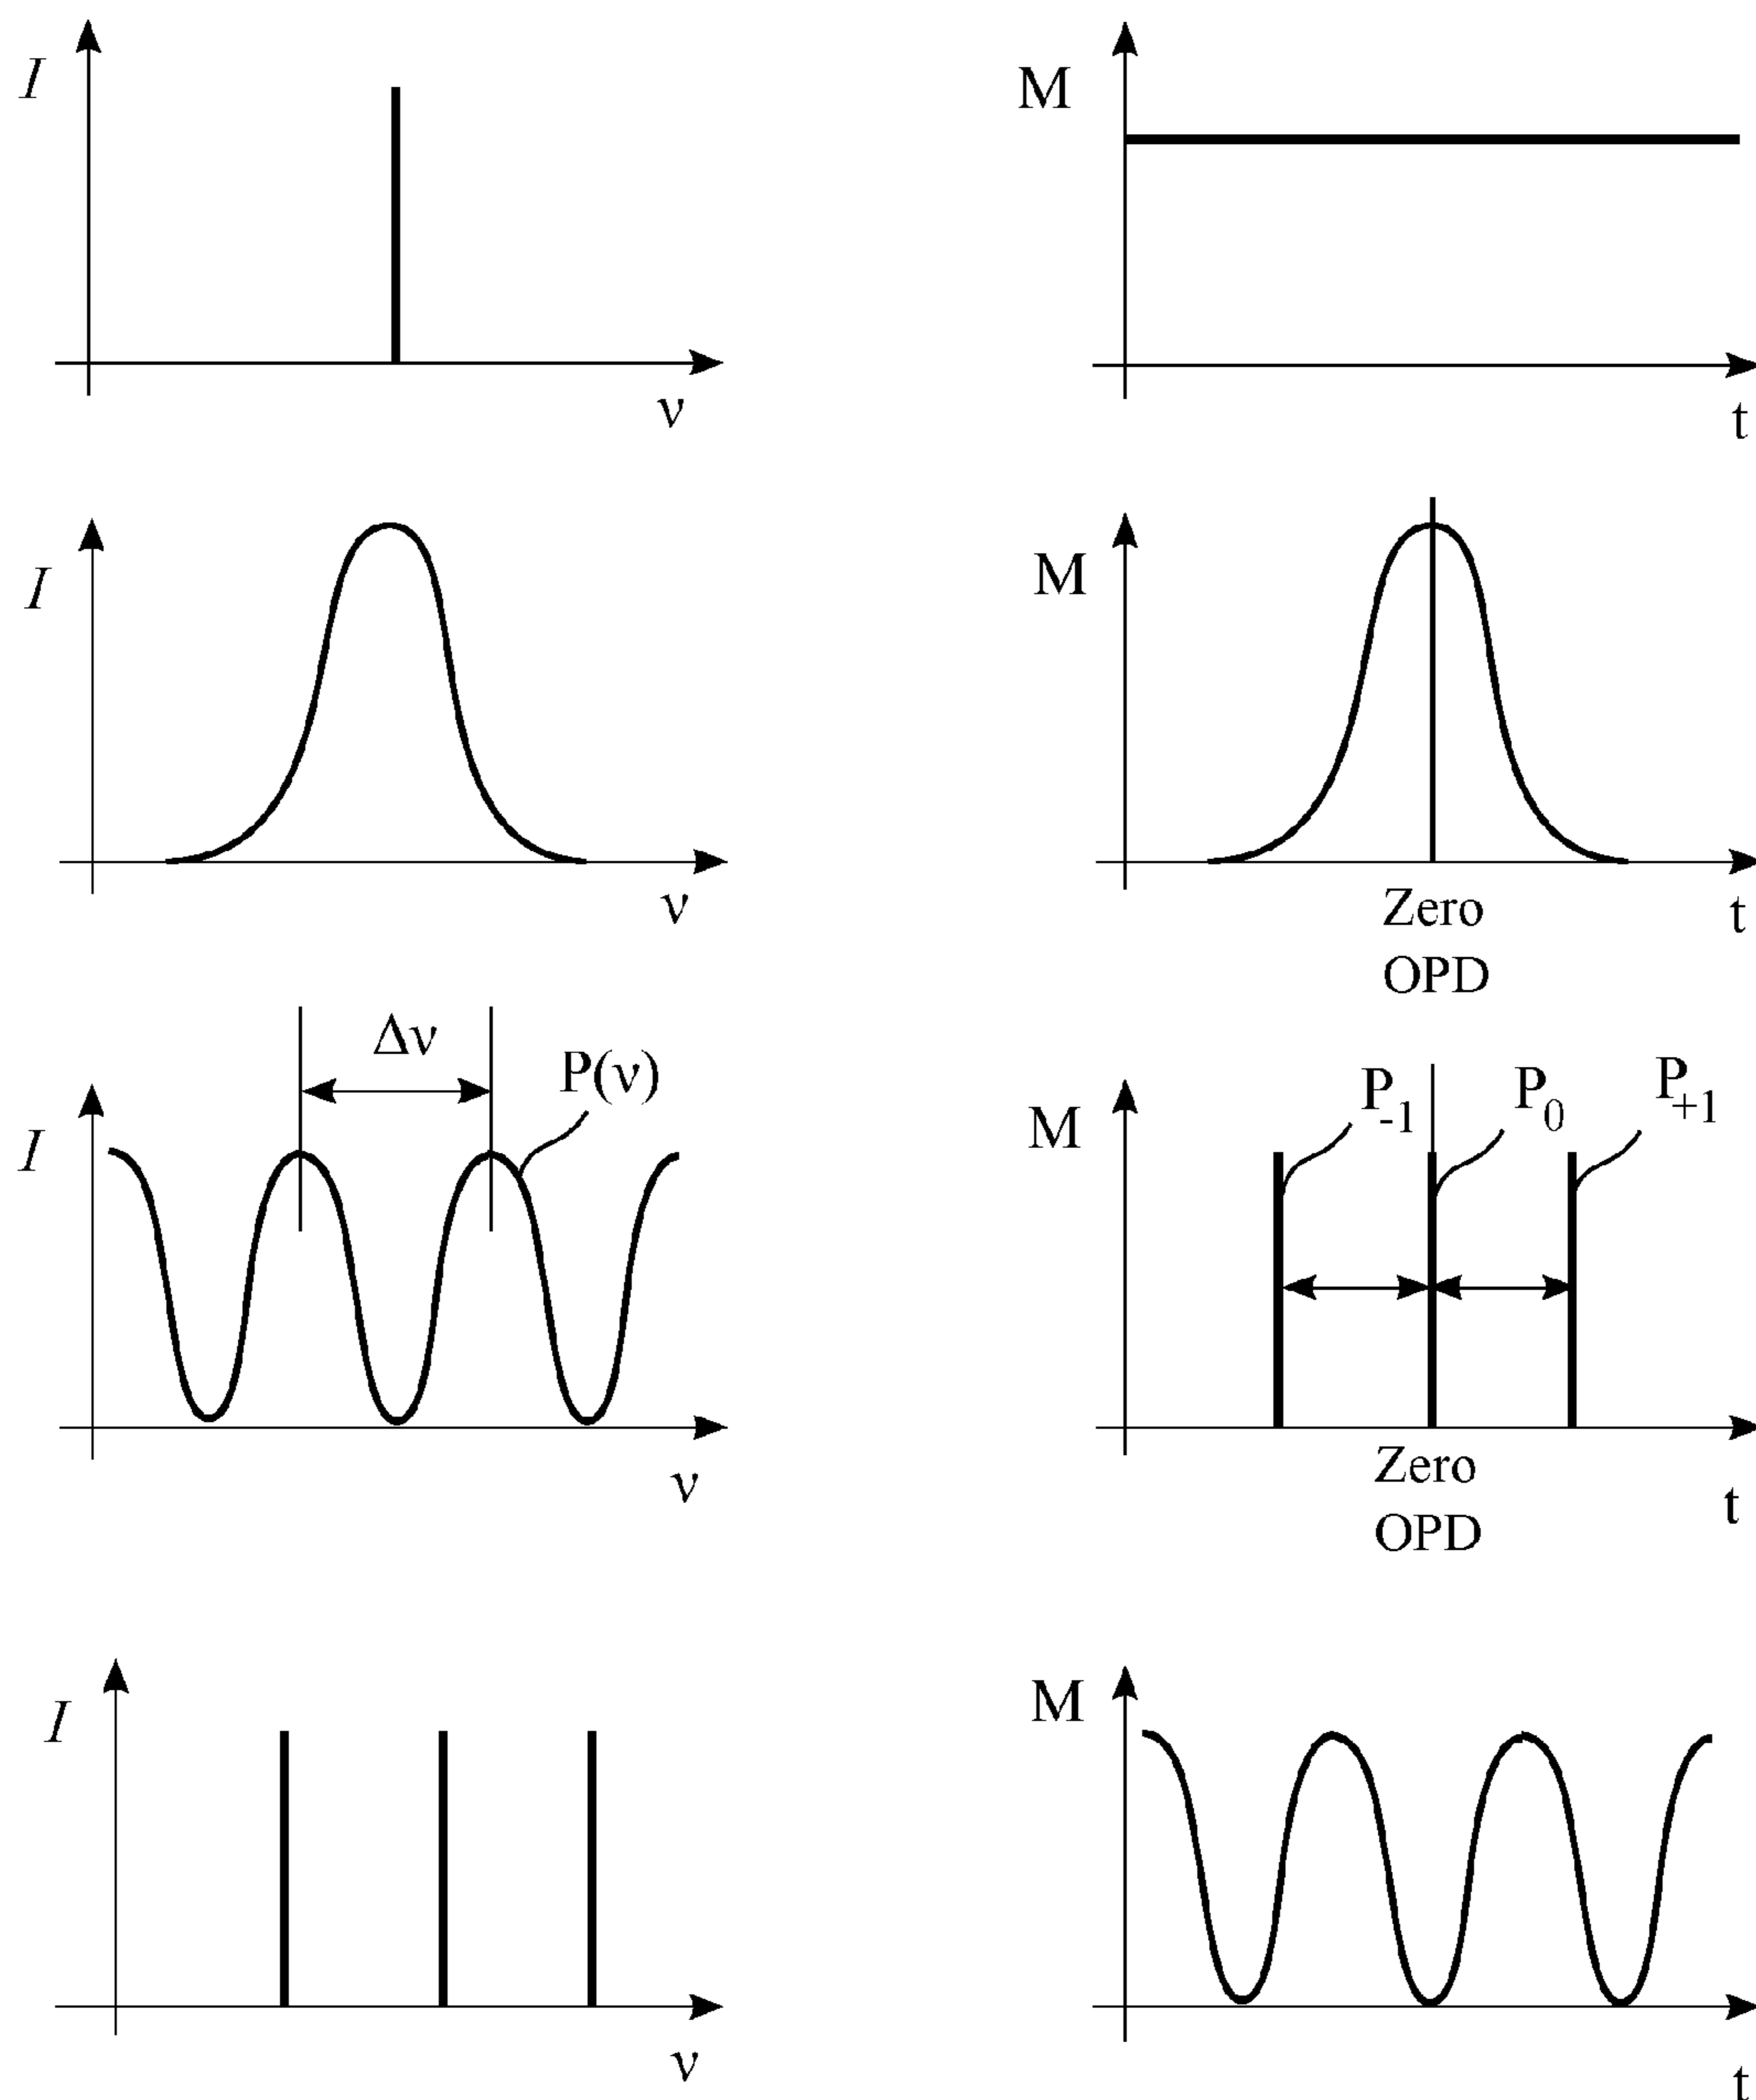 I
ν
M
t
I
ν
M
Zero
OPD
t
I
Δν
P(ν)
ν
M
P-1
P0
P+1
Zero
OPD
t
I
ν
M
t